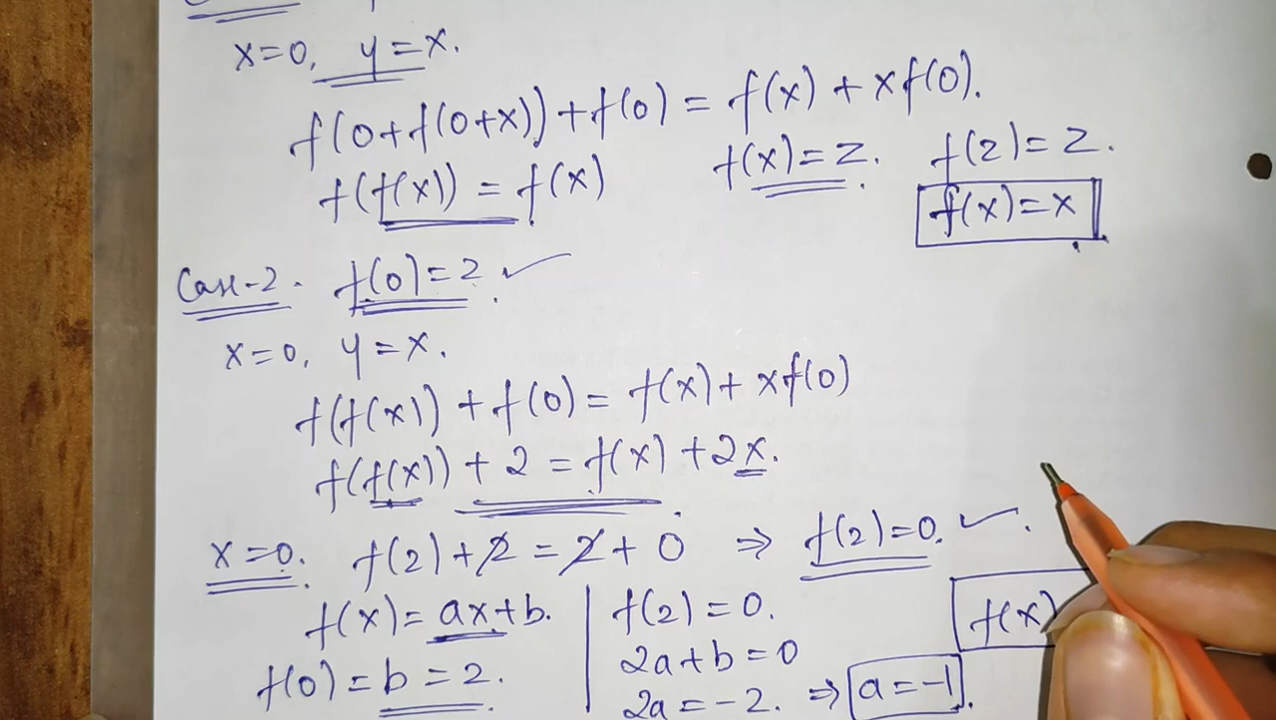 x=0, y=x.
f(0+f(0+x))+f(0) = f(x) + xf(0).
f(f(x)) = f(x) f(x)=z. f(z)=z.
f(x)=x
Case-2. f(0)=2 ✓.
x=0, y=x.
f(f(x)) + f(0) = f(x) + xf(0)
f(f(x)) + 2 = f(x) + 2x.
x=0. f(2)+2 = 2+0 ⇒ f(2)=0. ✓.
f(x)= ax+b. | f(2)=0. f(x)
f(0) = b = 2. | 2a+b=0
2a = -2. ⇒ a=-1.